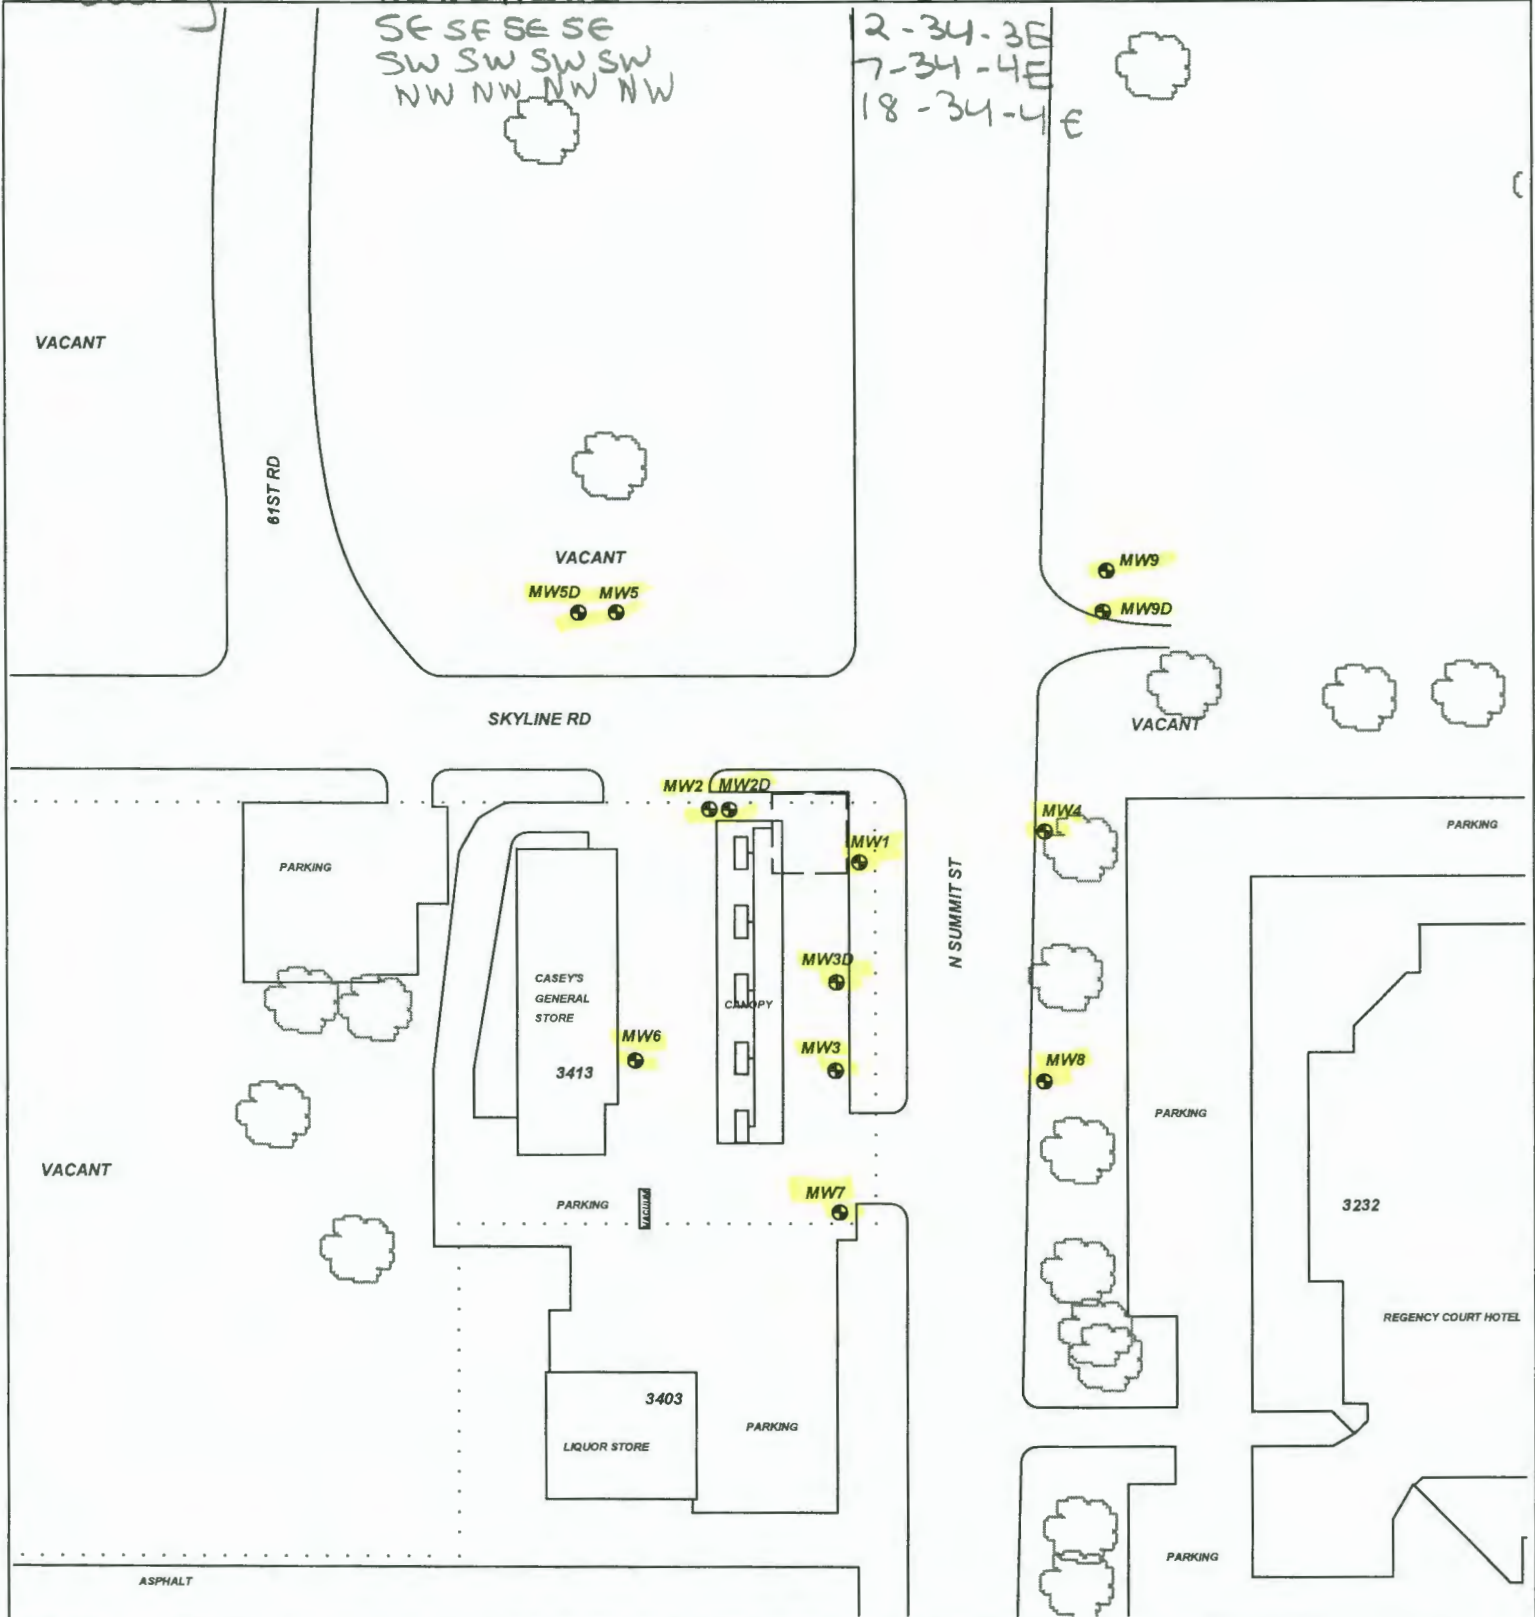 SE SE SE SE
SW SW SW SW
NW NW NW NW
12-34-3E
7-34-4E
18-34-4E
VACANT
61ST RD
VACANT
MW5D MW5
MW9
MW9D
SKYLINE RD
VACANT
MW2 MW2D
MW4
PARKING
MW1
PARKING
N SUMMIT ST
MW3D
CASEY'S
GENERAL
STORE
CANOPY
MW6
MW3
3413
MW8
PARKING
VACANT
MW7
PARKING
VACUUM
3232
REGENCY COURT HOTEL
3403
PARKING
LIQUOR STORE
PARKING
ASPHALT